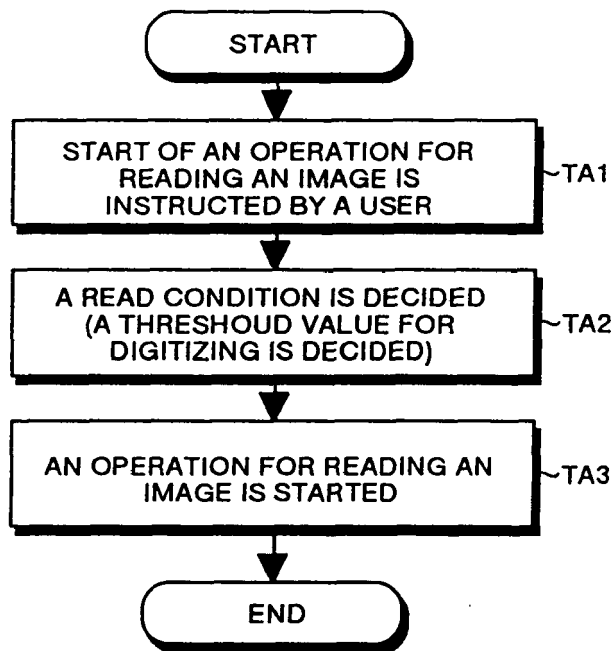 START
START OF AN OPERATION FOR
READING AN IMAGE IS
INSTRUCTED BY A USER
TA1
A READ CONDITION IS DECIDED
(A THRESHOUD VALUE FOR
DIGITIZING IS DECIDED)
TA2
AN OPERATION FOR READING AN
IMAGE IS STARTED
TA3
END